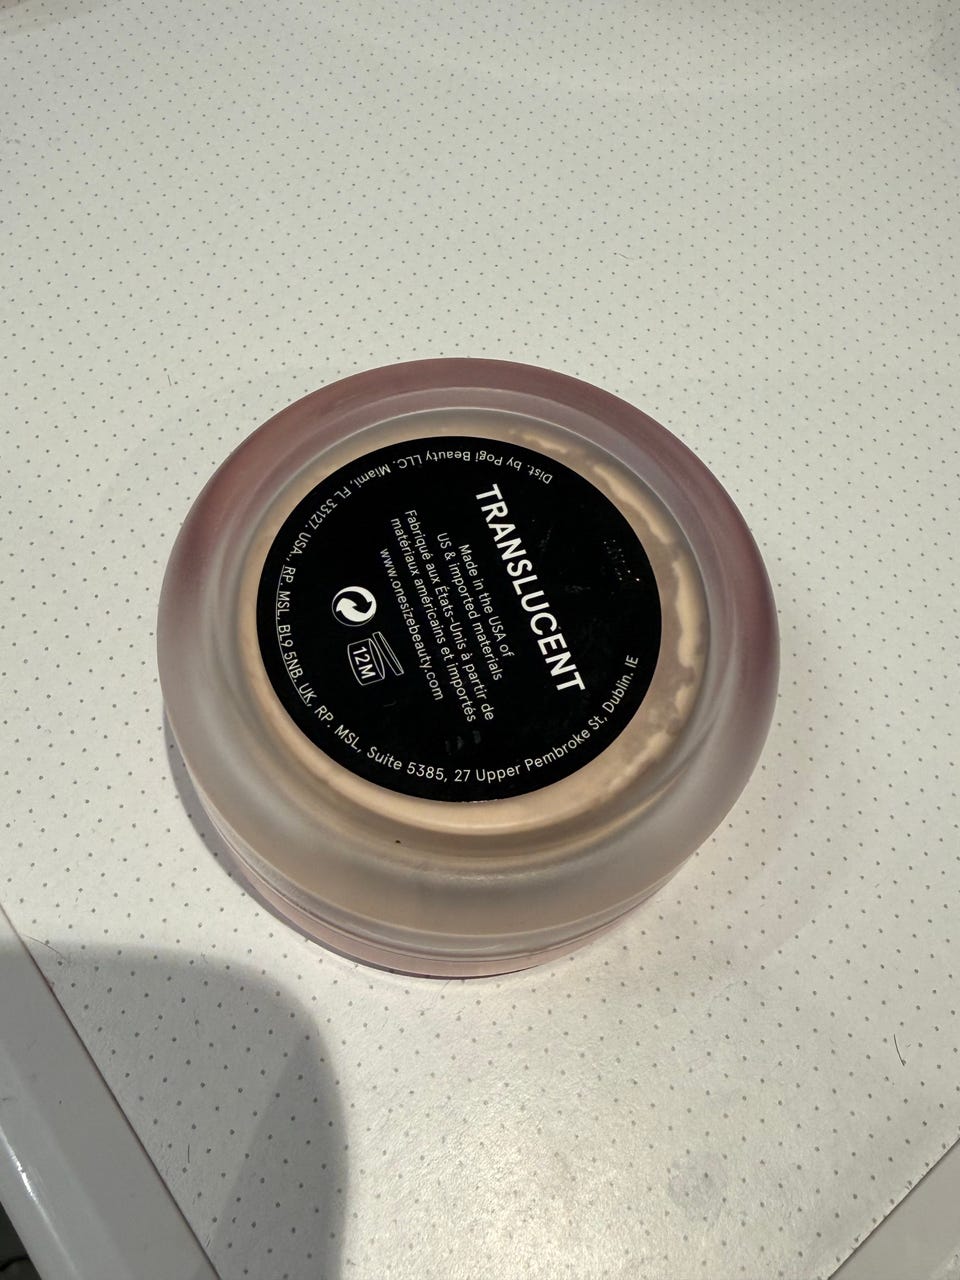 TRANSLUCENT
Made in the USA of
US & imported materials
Fabriqué aux États-Unis à partir de
matériaux américains et importés
www.onesizebeauty.com
12M
Dist. by Pogi Beauty LLC. Miami, FL 33127. USA., RP. MSL, BL9 5NB. UK, RP. MSL, Suite 5385, 27 Upper Pembroke St, Dublin. IE